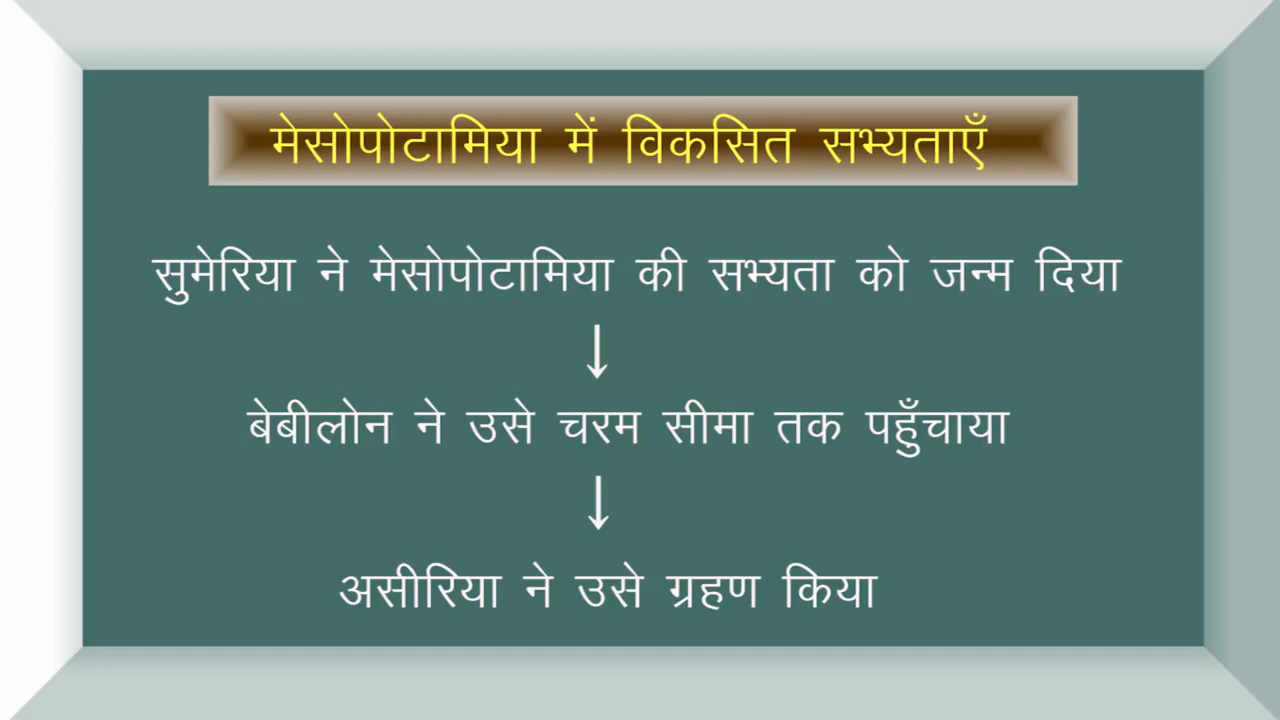 मेसोपोटामिया में विकसित सभ्यताएँ
सुमेरिया ने मेसोपोटामिया की सभ्यता को जन्म दिया
↓
बेबीलोन ने उसे चरम सीमा तक पहुँचाया
↓
असीरिया ने उसे ग्रहण किया